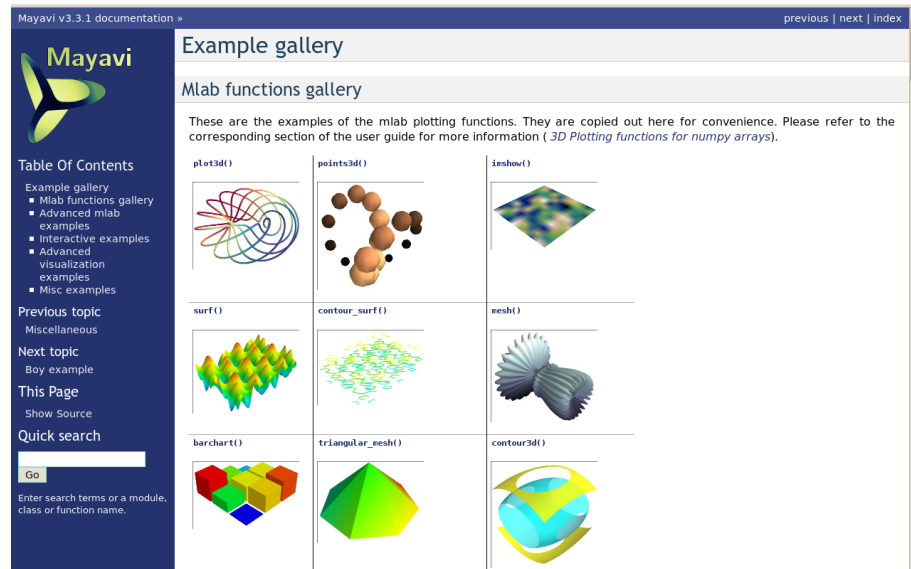 Mayavi v3.3.1 documentation »
previous | next | index
Mayavi
Table Of Contents
Example gallery
Mlab functions gallery
Advanced mlab
examples
Interactive examples
Advanced
visualization
examples
Misc examples
Previous topic
Miscellaneous
Next topic
Boy example
This Page
Show Source
Quick search
Go
Enter search terms or a module,
class or function name.
Example gallery
Mlab functions gallery
These are the examples of the mlab plotting functions. They are copied out here for convenience. Please refer to the
corresponding section of the user guide for more information ( 3D Plotting functions for numpy arrays).
plot3d()
points3d()
imshow()
surf()
contour_surf()
mesh()
barchart()
triangular_mesh()
contour3d()